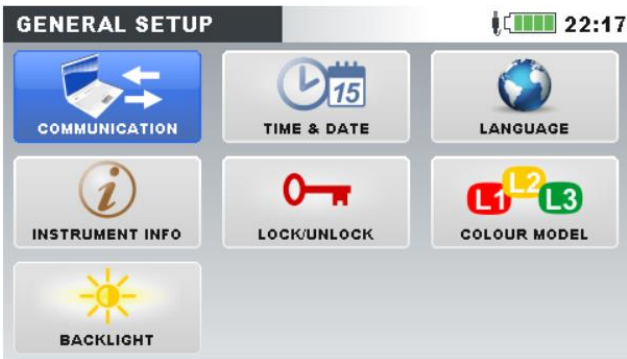 GENERAL SETUP 22:17
15
COMMUNICATION TIME & DATE LANGUAGE
i L1 L2 L3
INSTRUMENT INFO LOCK/UNLOCK COLOUR MODEL
BACKLIGHT